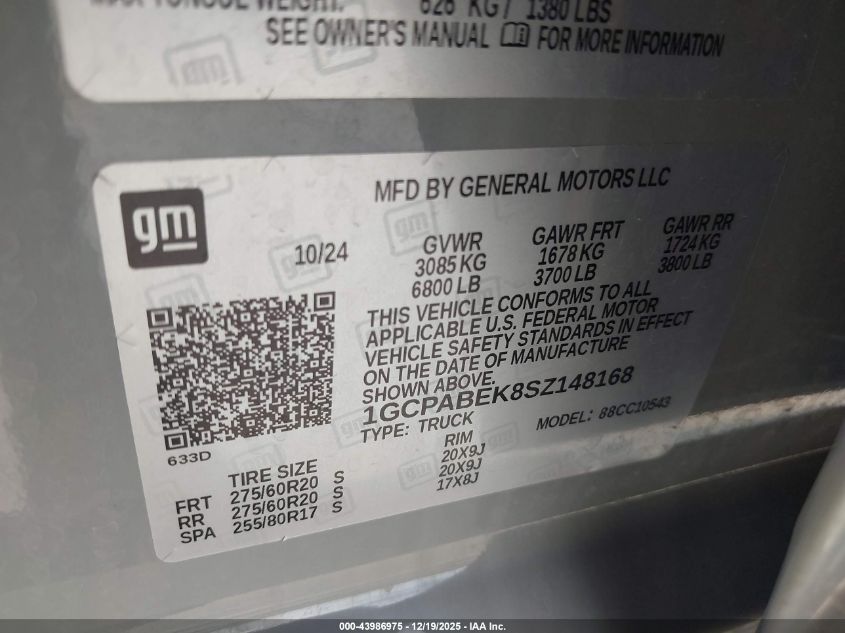 MAX TONGUE WEIGHT: 626 KG / 1380 LBS
SEE OWNER'S MANUAL FOR MORE INFORMATION
MFD BY GENERAL MOTORS LLC
gm
10/24
GVWR GAWR FRT GAWR RR
3085 KG 1678 KG 1724 KG
6800 LB 3700 LB 3800 LB
THIS VEHICLE CONFORMS TO ALL
APPLICABLE U.S. FEDERAL MOTOR
VEHICLE SAFETY STANDARDS IN EFFECT
ON THE DATE OF MANUFACTURE
SHOWN ABOVE.
1GCPABEK8SZ148168
TYPE: TRUCK MODEL: 88CC10543
633D
TIRE SIZE RIM
FRT 275/60R20 S 20X9J
RR 275/60R20 S 20X9J
SPA 255/80R17 S 17X8J
000-43986975 - 12/19/2025 - IAA Inc.